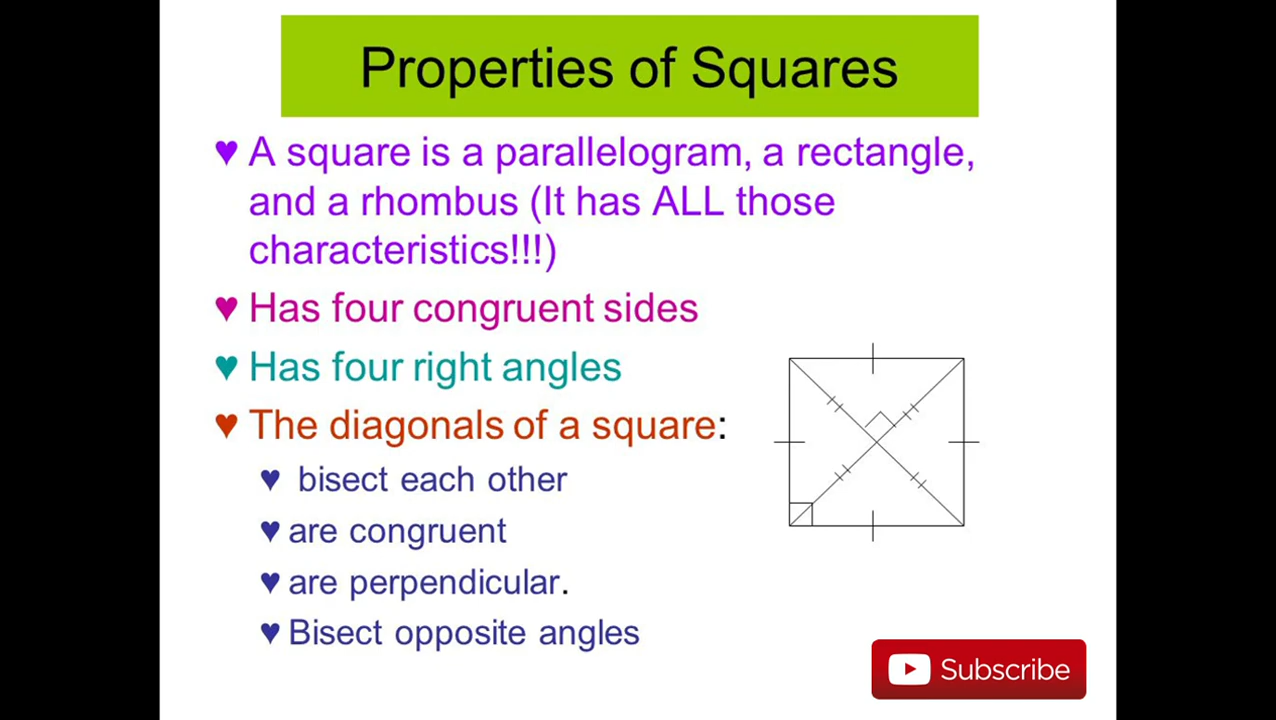 Properties of Squares
♥ A square is a parallelogram, a rectangle,
and a rhombus (It has ALL those
characteristics!!!)
♥ Has four congruent sides
♥ Has four right angles
♥ The diagonals of a square:
♥ bisect each other
♥ are congruent
♥ are perpendicular.
♥ Bisect opposite angles
Subscribe